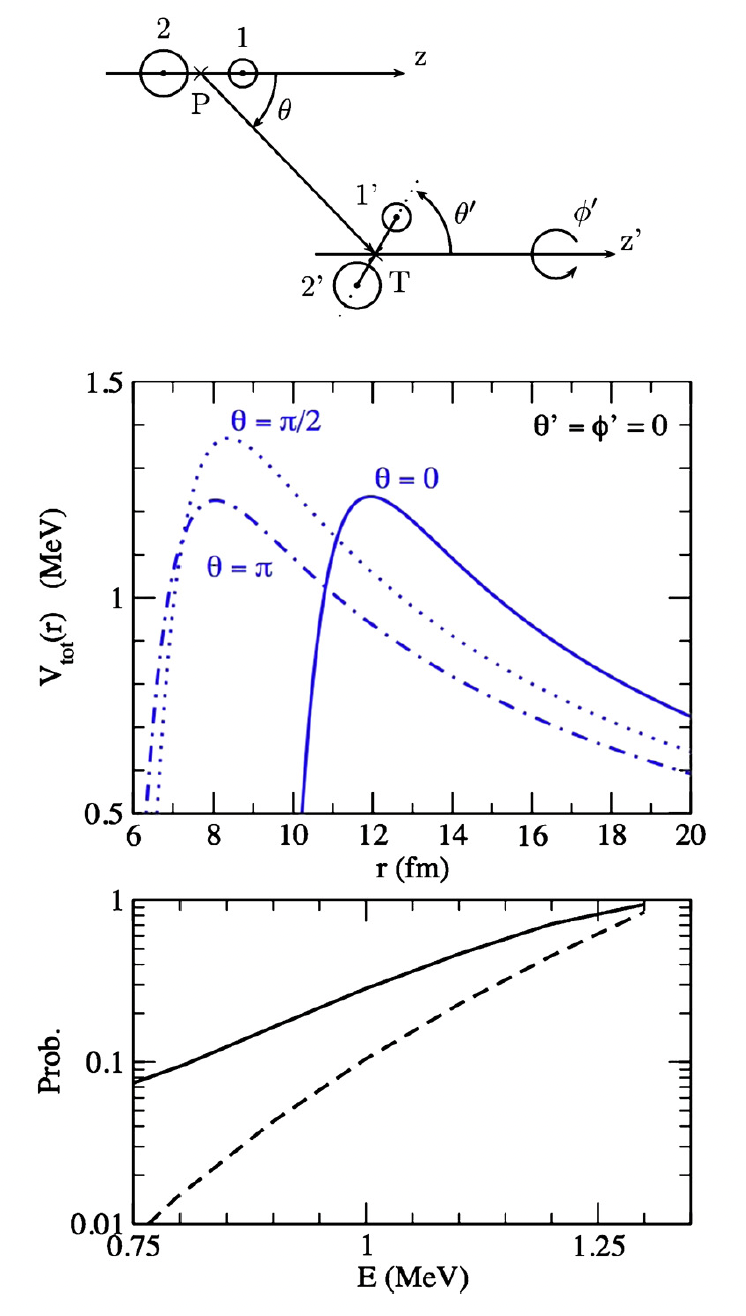 2 1 z
P θ
1' θ′ φ′
z'
2' T
1.5
θ = π/2 θ' = φ' = 0
θ = 0
V_tot(r) (MeV)
θ = π
1
0.5
6 8 10 12 14 16 18 20
r (fm)
1
Prob.
0.1
0.01
0.75 1 1.25
E (MeV)